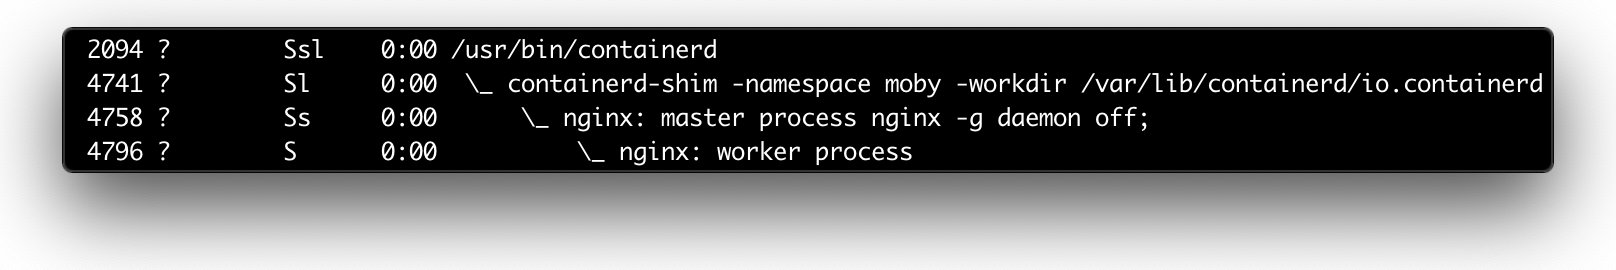 2094 ?        Ssl    0:00 /usr/bin/containerd
4741 ?        Sl     0:00  \_ containerd-shim -namespace moby -workdir /var/lib/containerd/io.containerd
4758 ?        Ss     0:00      \_ nginx: master process nginx -g daemon off;
4796 ?        S      0:00          \_ nginx: worker process